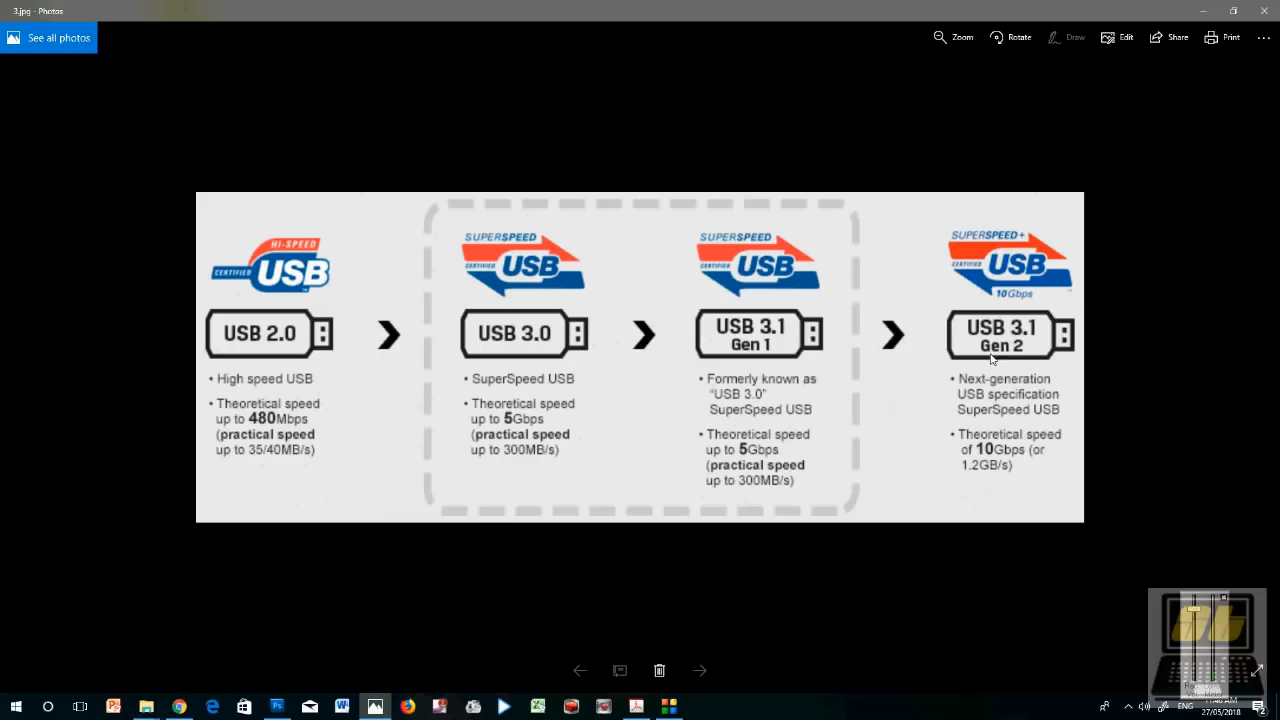 3.jpg - Photos
See all photos
Zoom
Rotate
Draw
Edit
Share
Print
HI-SPEED
CERTIFIED
USB
USB 2.0
• High speed USB
• Theoretical speed
up to 480Mbps
(practical speed
up to 35/40MB/s)
SUPERSPEED
CERTIFIED
USB
USB 3.0
• SuperSpeed USB
• Theoretical speed
up to 5Gbps
(practical speed
up to 300MB/s)
SUPERSPEED
CERTIFIED
USB
USB 3.1
Gen 1
• Formerly known as
"USB 3.0"
SuperSpeed USB
• Theoretical speed
up to 5Gbps
(practical speed
up to 300MB/s)
SUPERSPEED+
CERTIFIED
USB
10Gbps
USB 3.1
Gen 2
• Next-generation
USB specification
SuperSpeed USB
• Theoretical speed
of 10Gbps (or
1.2GB/s)
ENG
27/05/2018